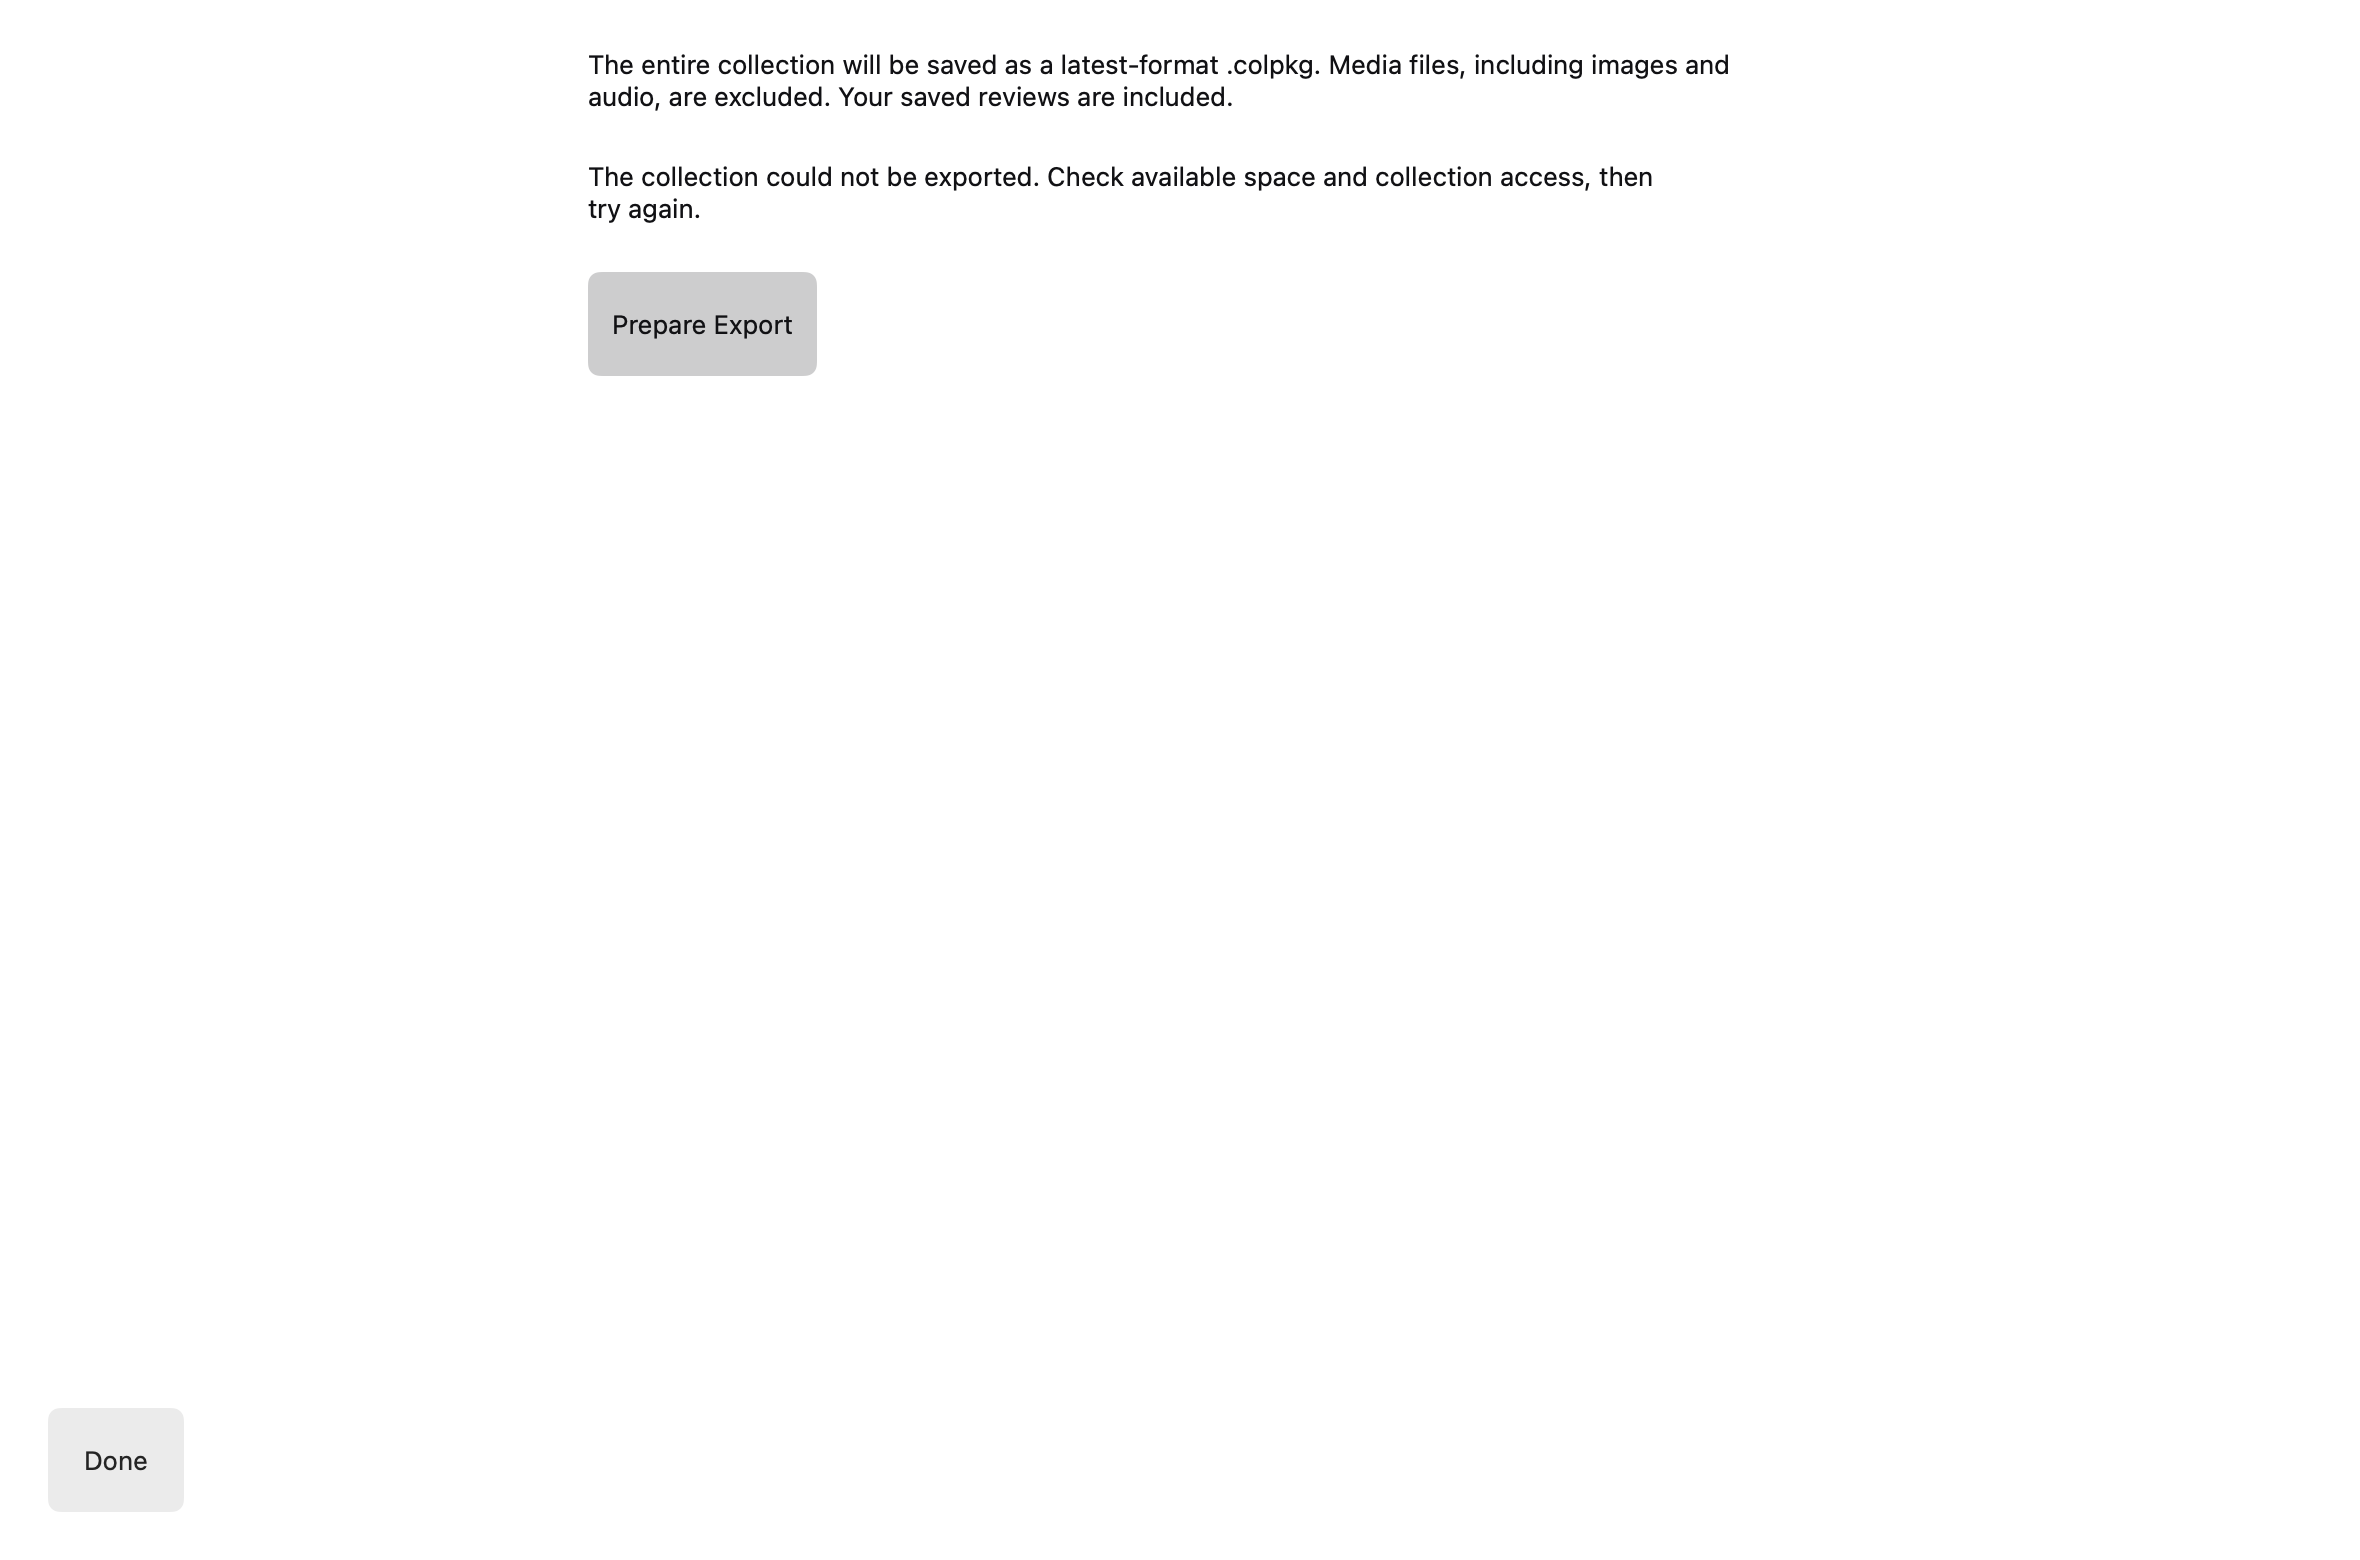 The entire collection will be saved as a latest-format .colpkg. Media files, including images and
audio, are excluded. Your saved reviews are included.
The collection could not be exported. Check available space and collection access, then
try again.
Prepare Export
Done